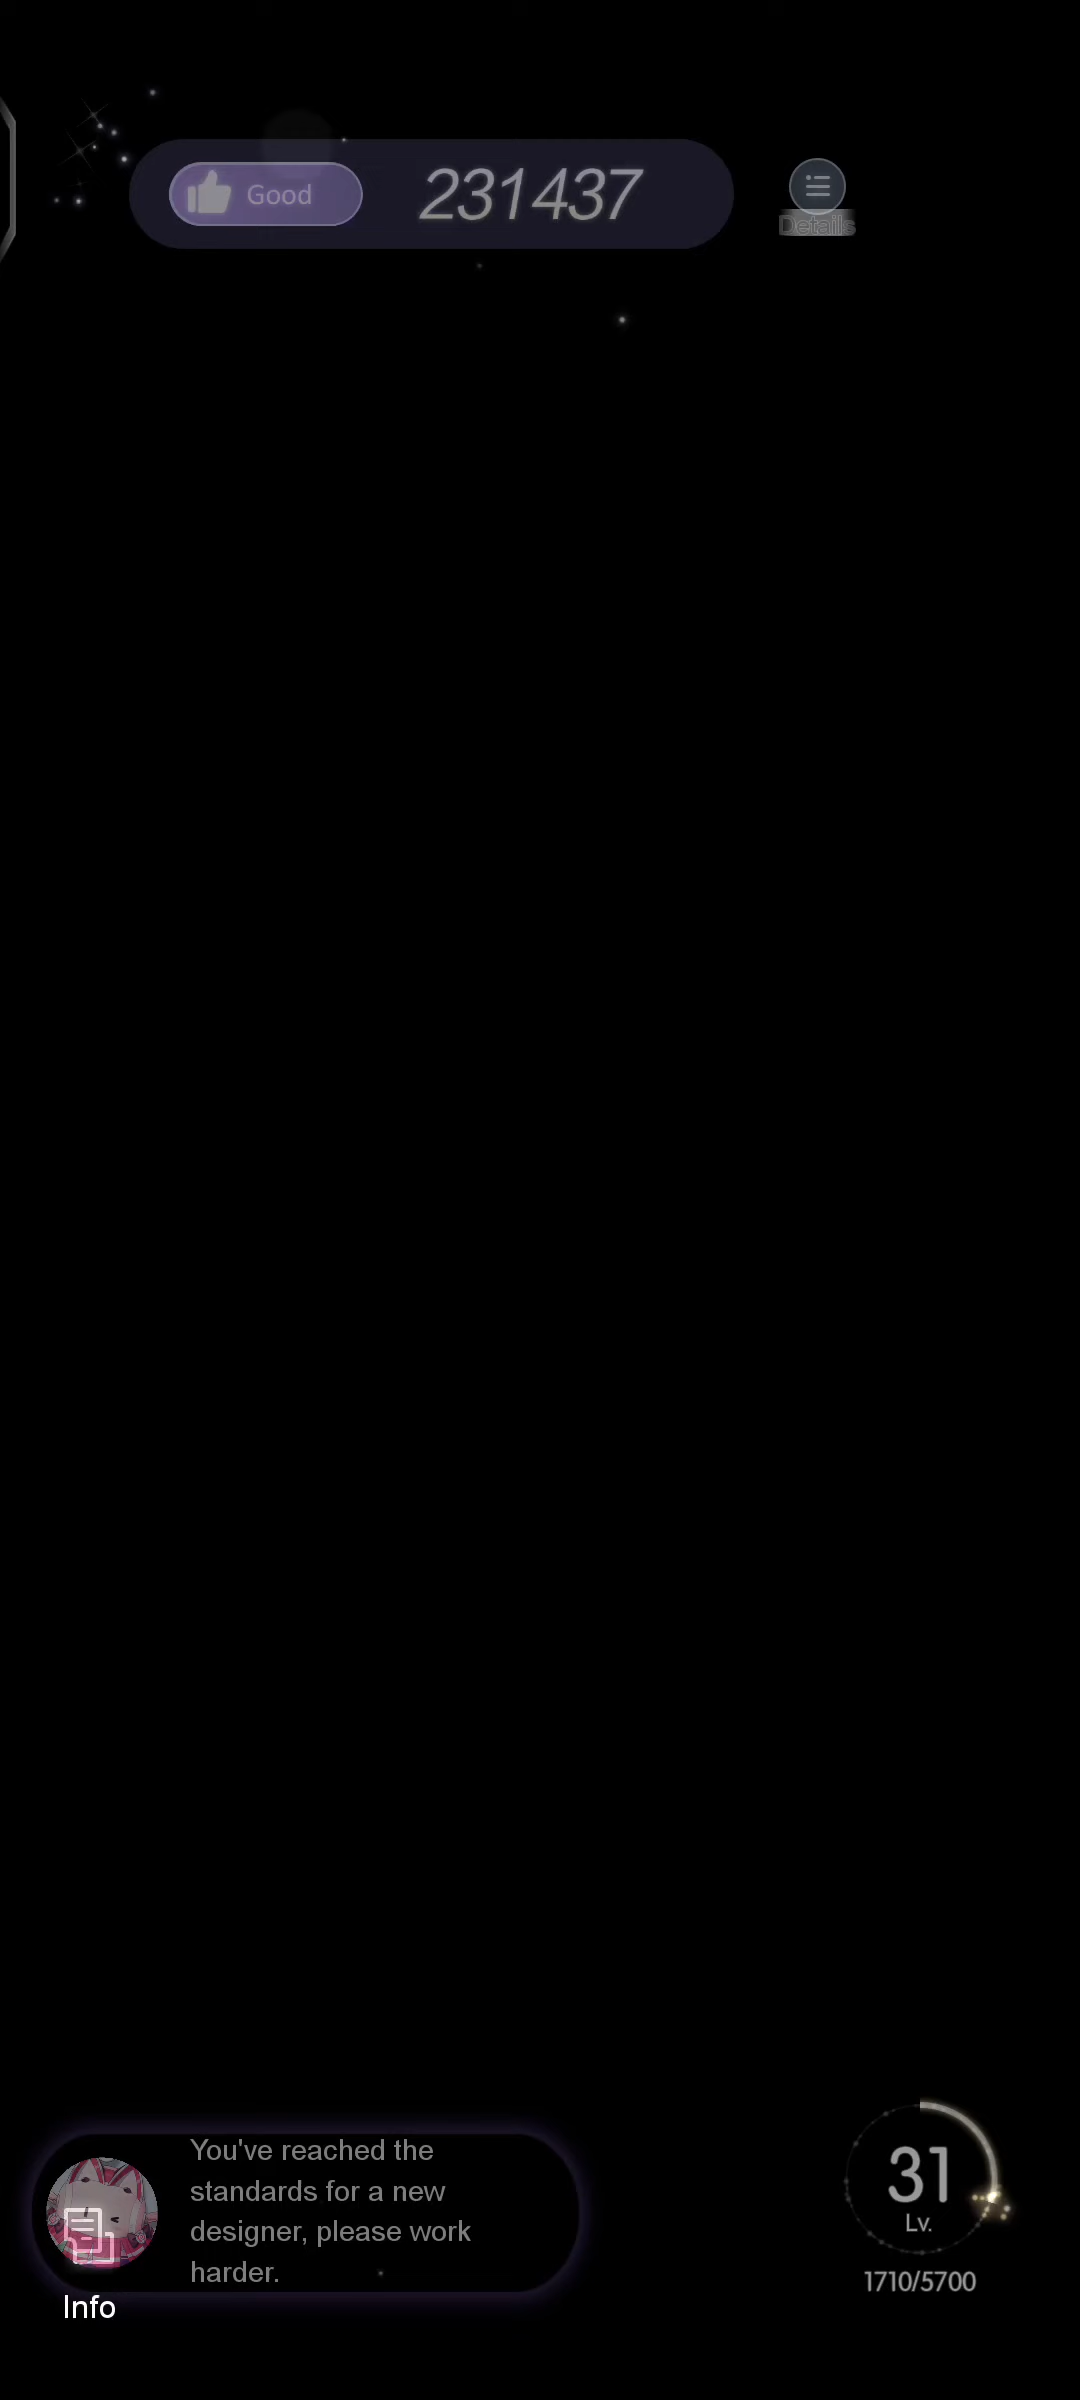 Good 231437
Details
You've reached the
standards for a new
designer, please work
harder.
Info
31
Lv.
1710/5700